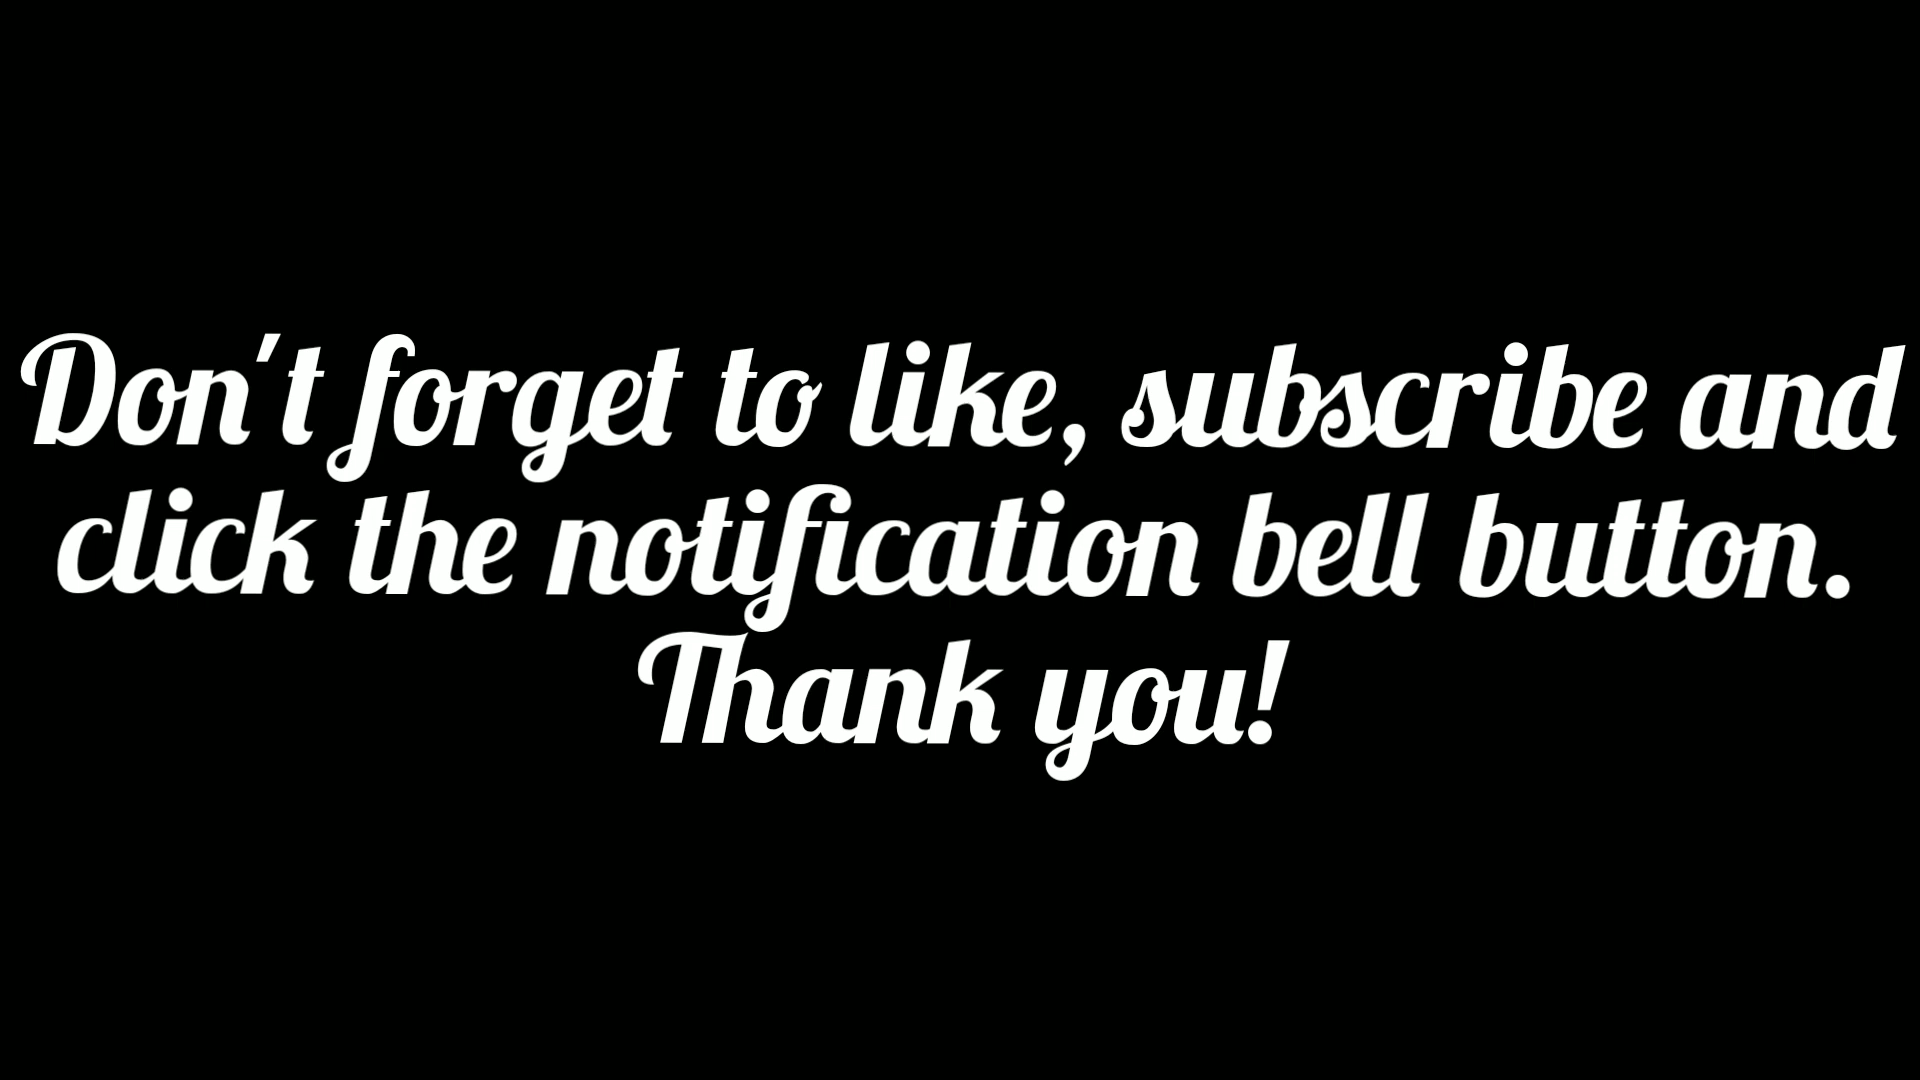 Don't forget to like, subscribe and
click the notification bell button.
Thank you!